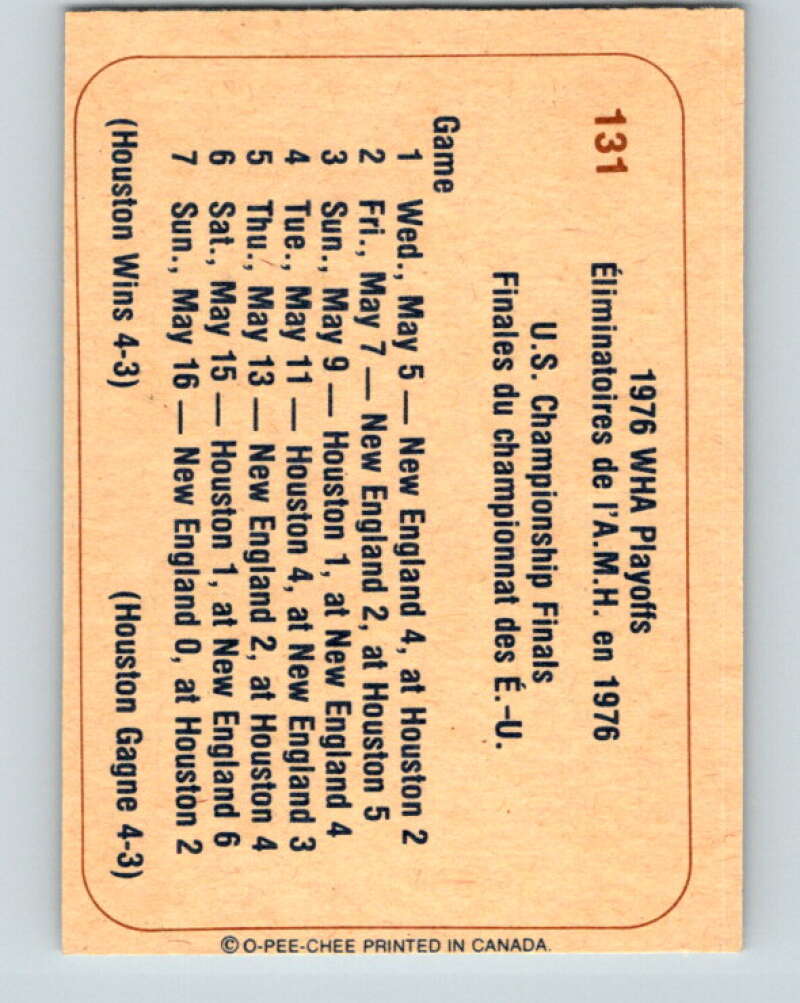 131
1976 WHA Playoffs
Éliminatoires de l'A.M.H. en 1976
U.S. Championship Finals
Finales du championnat des É.-U.
Game
1 Wed., May 5 — New England 4, at Houston 2
2 Fri., May 7 — New England 2, at Houston 5
3 Sun., May 9 — Houston 1, at New England 4
4 Tue., May 11 — Houston 4, at New England 3
5 Thu., May 13 — New England 2, at Houston 4
6 Sat., May 15 — Houston 1, at New England 6
7 Sun., May 16 — New England 0, at Houston 2
(Houston Wins 4-3) (Houston Gagne 4-3)
© O-PEE-CHEE PRINTED IN CANADA.